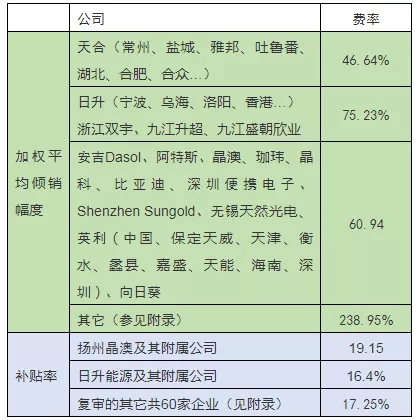 公司 费率
天合（常州、盐城、雅邦、吐鲁番、
湖北、合肥、合众…） 46.64%
日升（宁波、乌海、洛阳、香港…）
浙江双宇、九江升超、九江盛朝欣业 75.23%
加权平
均倾销
幅度
安吉Dasol、阿特斯、晶澳、珈玮、晶
科、比亚迪、深圳便携电子、
Shenzhen Sungold、无锡天然光电、
英利（中国、保定天威、天津、衡
水、蠡县、嘉盛、天能、海南、深
圳）、向日葵 60.94
其它（参见附录） 238.95%
补贴率
扬州晶澳及其附属公司 19.15
日升能源及其附属公司 16.4%
复审的其它共60家企业（见附录） 17.25%